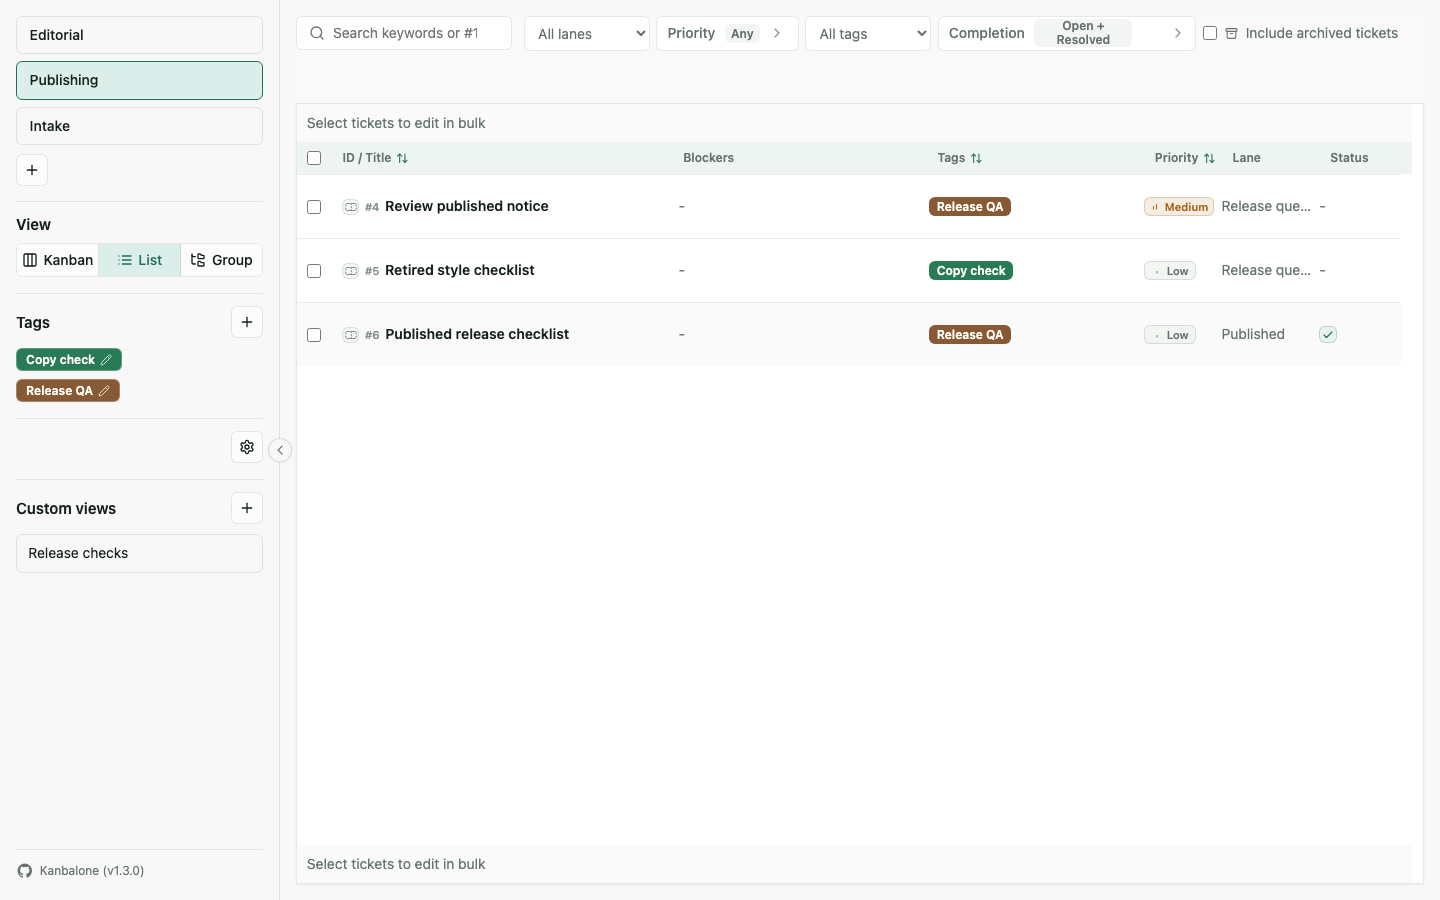 Editorial
Publishing
Intake
View
Kanban
List
Group
Tags
Copy check
Release QA
Custom views
Release checks
Kanbalone (v1.3.0)
Search keywords or #1
All lanes
Priority Any
All tags
Completion Open + Resolved
Include archived tickets
Select tickets to edit in bulk
ID / Title Blockers Tags Priority Lane Status
#4 Review published notice - Release QA Medium Release que... -
#5 Retired style checklist - Copy check Low Release que... -
#6 Published release checklist - Release QA Low Published
Select tickets to edit in bulk